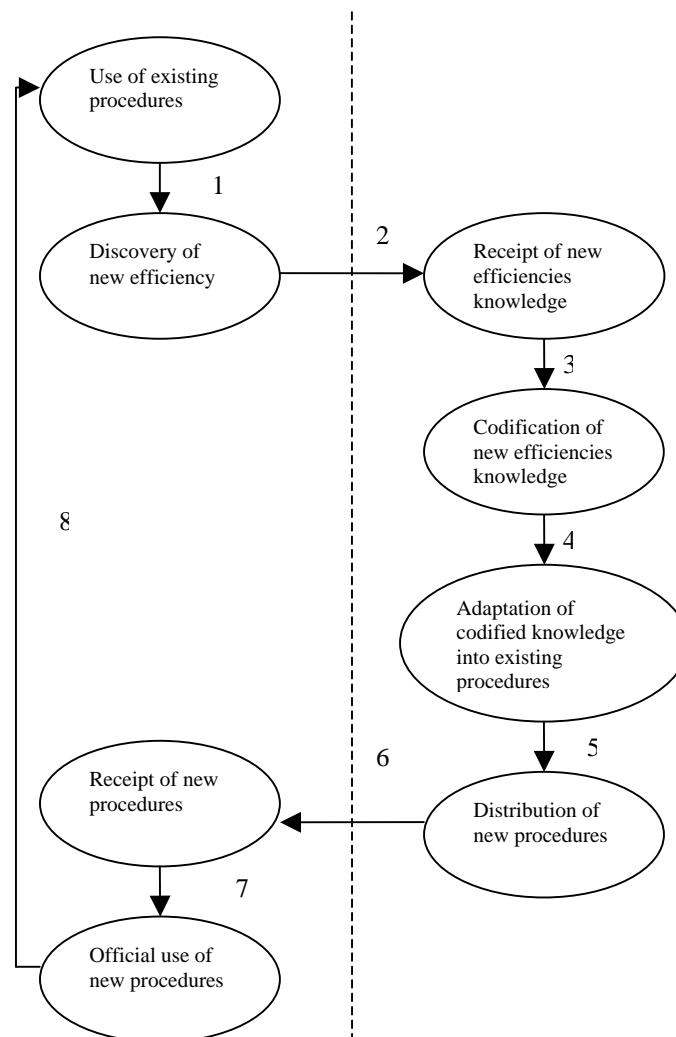 Use of existing
procedures
1
Discovery of
new efficiency
2
Receipt of new
efficiencies
knowledge
3
Codification of
new efficiencies
knowledge
8
4
Adaptation of
codified knowledge
into existing
procedures
5
6
Receipt of new
procedures
Distribution of
new procedures
7
Official use of
new procedures